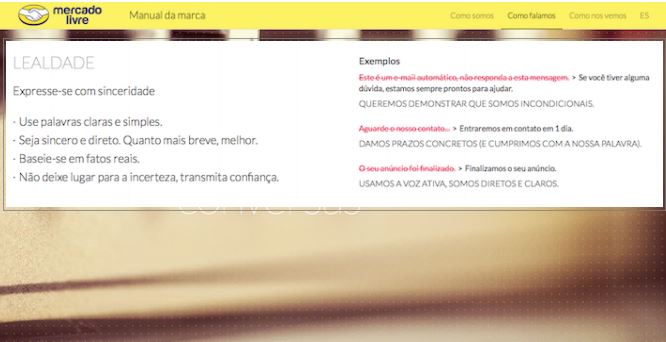 mercado
livre
Manual da marca
Como somos
Como falamos
Como nos vemos
ES
LEALDADE
Expresse-se com sinceridade
· Use palavras claras e simples.
· Seja sincero e direto. Quanto mais breve, melhor.
· Baseie-se em fatos reais.
· Não deixe lugar para a incerteza, transmita confiança.
Exemplos
Este é um e-mail automático, não responda a esta mensagem. > Se você tiver alguma
dúvida, estamos sempre prontos para ajudar.
QUEREMOS DEMONSTRAR QUE SOMOS INCONDICIONAIS.
Aguarde o nosso contato... > Entraremos em contato em 1 dia.
DAMOS PRAZOS CONCRETOS (E CUMPRIMOS COM A NOSSA PALAVRA).
O seu anúncio foi finalizado. > Finalizamos o seu anúncio.
USAMOS A VOZ ATIVA, SOMOS DIRETOS E CLAROS.